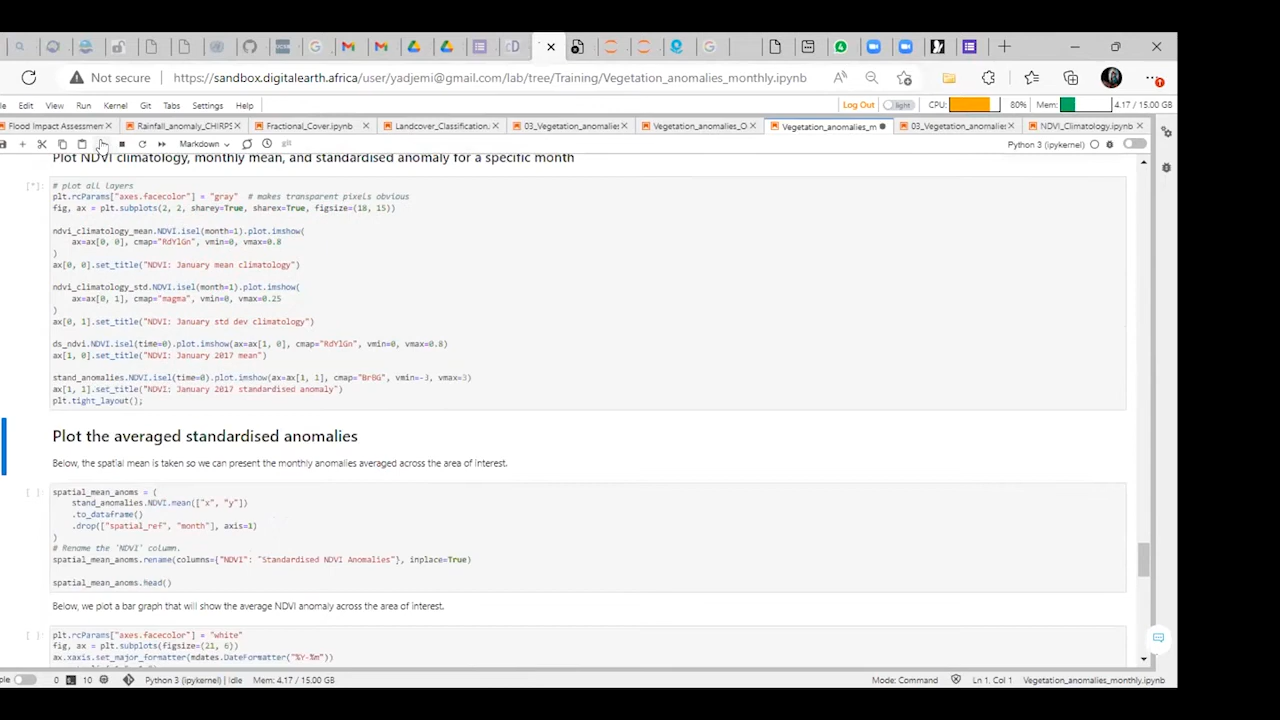 Not secure
https://sandbox.digitalearth.africa/user/yadjemi@gmail.com/lab/tree/Training/Vegetation_anomalies_monthly.ipynb
le Edit View Run Kernel Git Tabs Settings Help
Log Out light CPU: 80% Mem: 4.17 / 15.00 GB
Flood Impact Assessmen Rainfall_anomaly_CHIRPS Fractional_Cover.ipynb Landcover_Classification. 03_Vegetation_anomalies Vegetation_anomalies_O Vegetation_anomalies_m 03_Vegetation_anomalies NDVI_Climatology.ipynb
Markdown git Python 3 (ipykernel)
Plot NDVI climatology, monthly mean, and standardised anomaly for a specific month
[*]:
# plot all layers
plt.rcParams["axes.facecolor"] = "gray"  # makes transparent pixels obvious
fig, ax = plt.subplots(2, 2, sharey=True, sharex=True, figsize=(18, 15))
ndvi_climatology_mean.NDVI.isel(month=1).plot.imshow(
ax=ax[0, 0], cmap="RdYlGn", vmin=0, vmax=0.8
)
ax[0, 0].set_title("NDVI: January mean climatology")
ndvi_climatology_std.NDVI.isel(month=1).plot.imshow(
ax=ax[0, 1], cmap="magma", vmin=0, vmax=0.25
)
ax[0, 1].set_title("NDVI: January std dev climatology")
ds_ndvi.NDVI.isel(time=0).plot.imshow(ax=ax[1, 0], cmap="RdYlGn", vmin=0, vmax=0.8)
ax[1, 0].set_title("NDVI: January 2017 mean")
stand_anomalies.NDVI.isel(time=0).plot.imshow(ax=ax[1, 1], cmap="BrBG", vmin=-3, vmax=3)
ax[1, 1].set_title("NDVI: January 2017 standardised anomaly")
plt.tight_layout();
Plot the averaged standardised anomalies
Below, the spatial mean is taken so we can present the monthly anomalies averaged across the area of interest.
[ ]:
spatial_mean_anoms = (
stand_anomalies.NDVI.mean(["x", "y"])
.to_dataframe()
.drop(["spatial_ref", "month"], axis=1)
)
# Rename the 'NDVI' column.
spatial_mean_anoms.rename(columns={"NDVI": "Standardised NDVI Anomalies"}, inplace=True)
spatial_mean_anoms.head()
Below, we plot a bar graph that will show the average NDVI anomaly across the area of interest.
[ ]:
plt.rcParams["axes.facecolor"] = "white"
fig, ax = plt.subplots(figsize=(21, 6))
ax.xaxis.set_major_formatter(mdates.DateFormatter("%Y-%m"))
ple 0 10 Python 3 (ipykernel) | Idle Mem: 4.17 / 15.00 GB Mode: Command Ln 1, Col 1 Vegetation_anomalies_monthly.ipynb